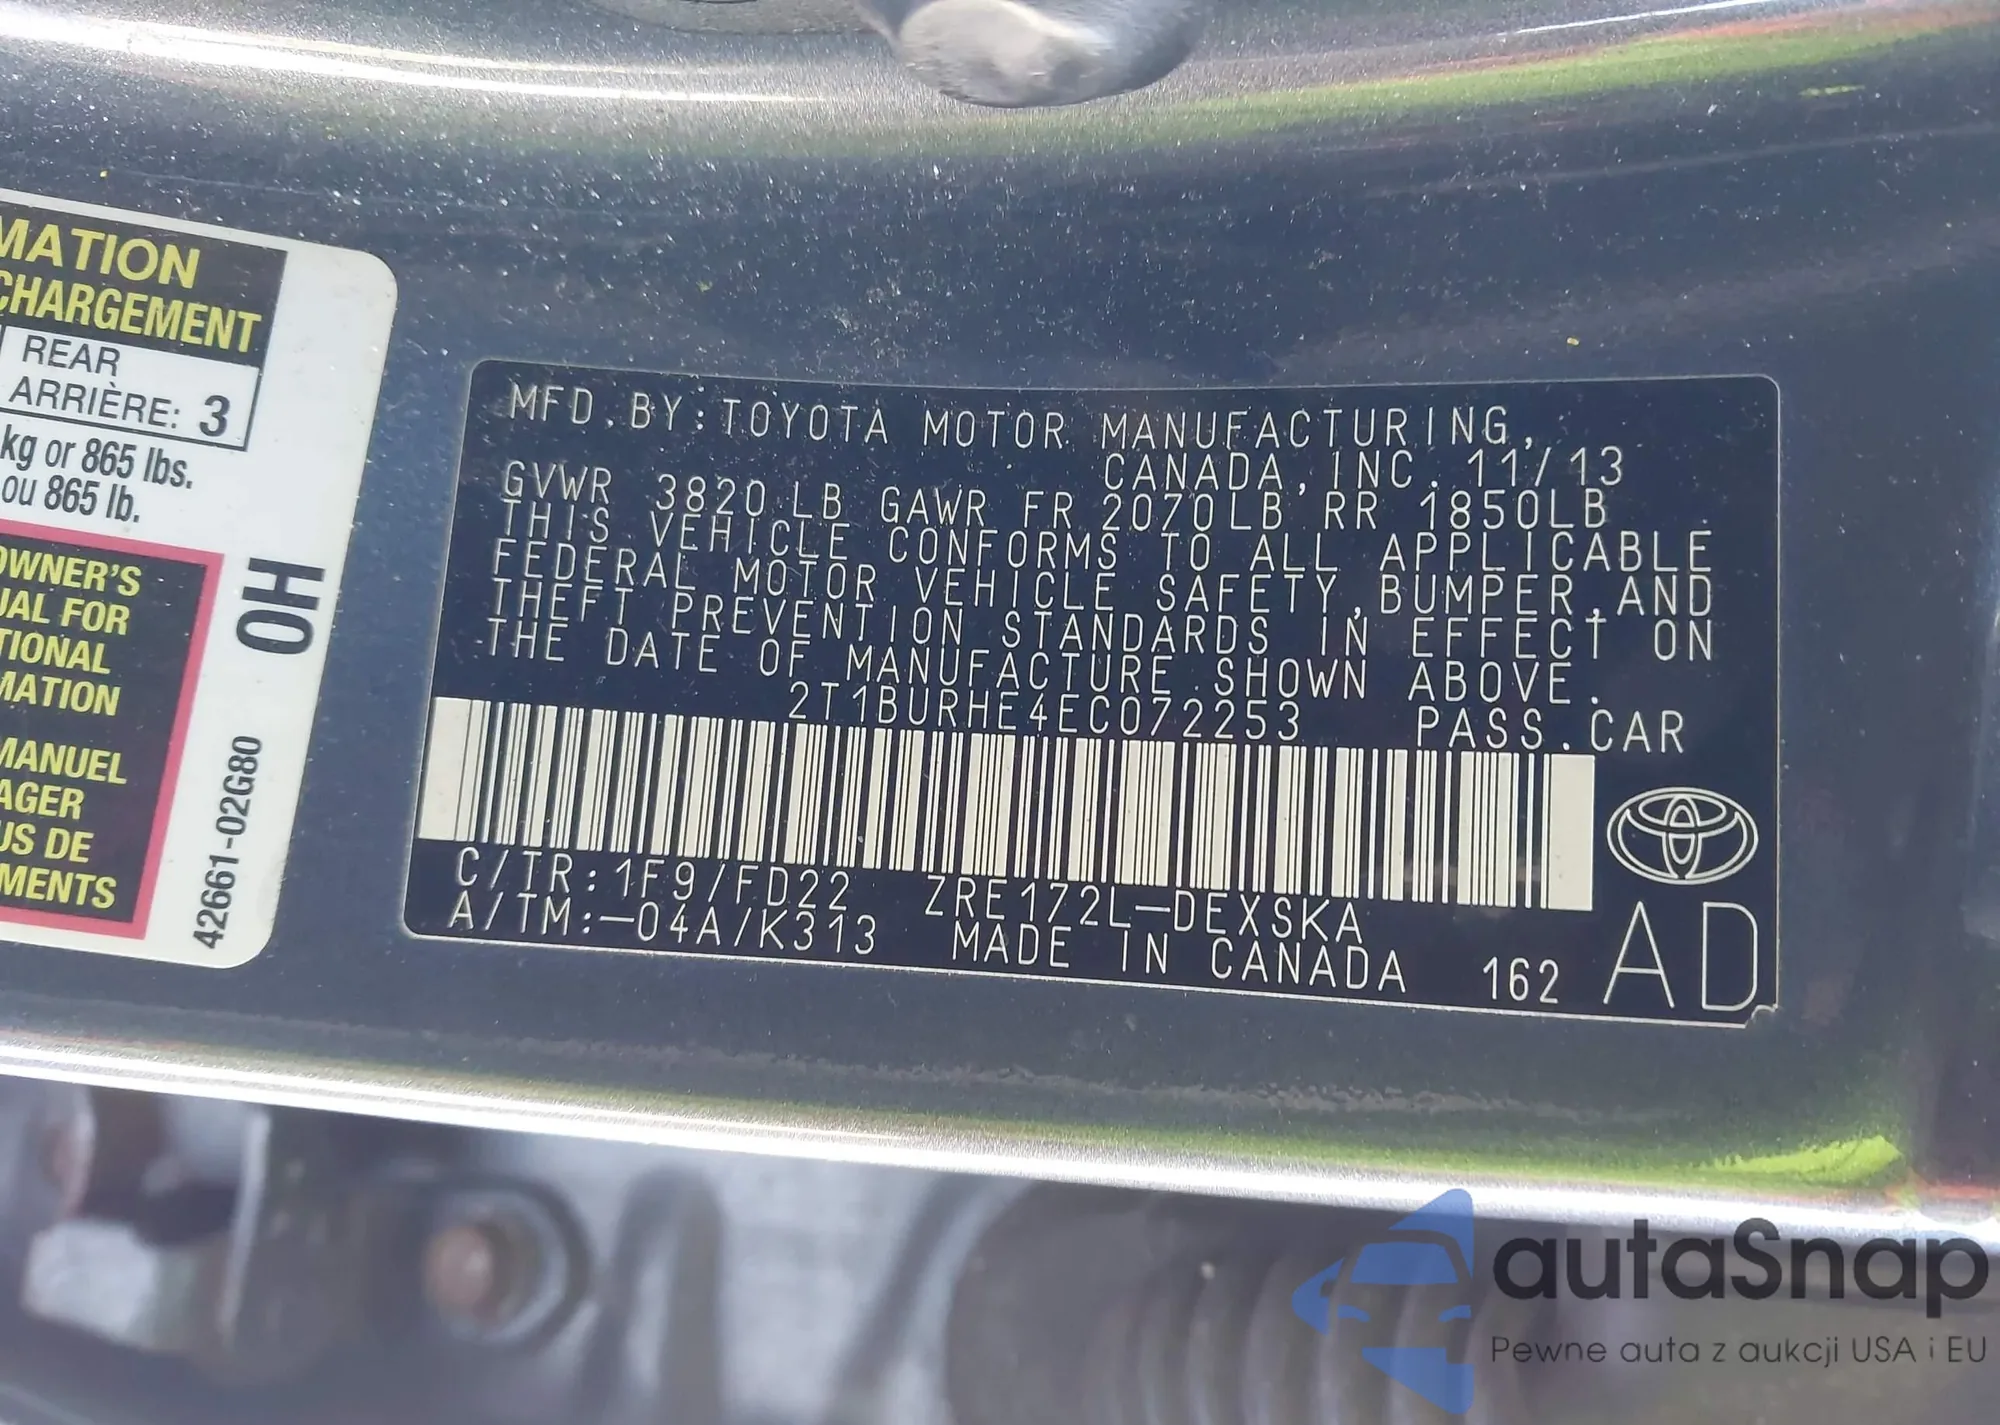 MATION
CHARGEMENT
REAR
ARRIÈRE: 3
kg or 865 lbs.
ou 865 lb.
OWNER'S
UAL FOR
TIONAL
MATION
MANUEL
AGER
US DE
MENTS
OH
42661-02G80
MFD.BY:TOYOTA MOTOR MANUFACTURING,
CANADA,INC. 11/13
GVWR 3820LB GAWR FR 2070LB RR 1850LB
THIS VEHICLE CONFORMS TO ALL APPLICABLE
FEDERAL MOTOR VEHICLE SAFETY,BUMPER,AND
THEFT PREVENTION STANDARDS IN EFFECT ON
THE DATE OF MANUFACTURE SHOWN ABOVE.
2T1BURHE4EC072253 PASS.CAR
C/TR:1F9/FD22 ZRE172L-DEXSKA
A/TM:-04A/K313 MADE IN CANADA 162 AD
autaSnap
Pewne auta z aukcji USA i EU